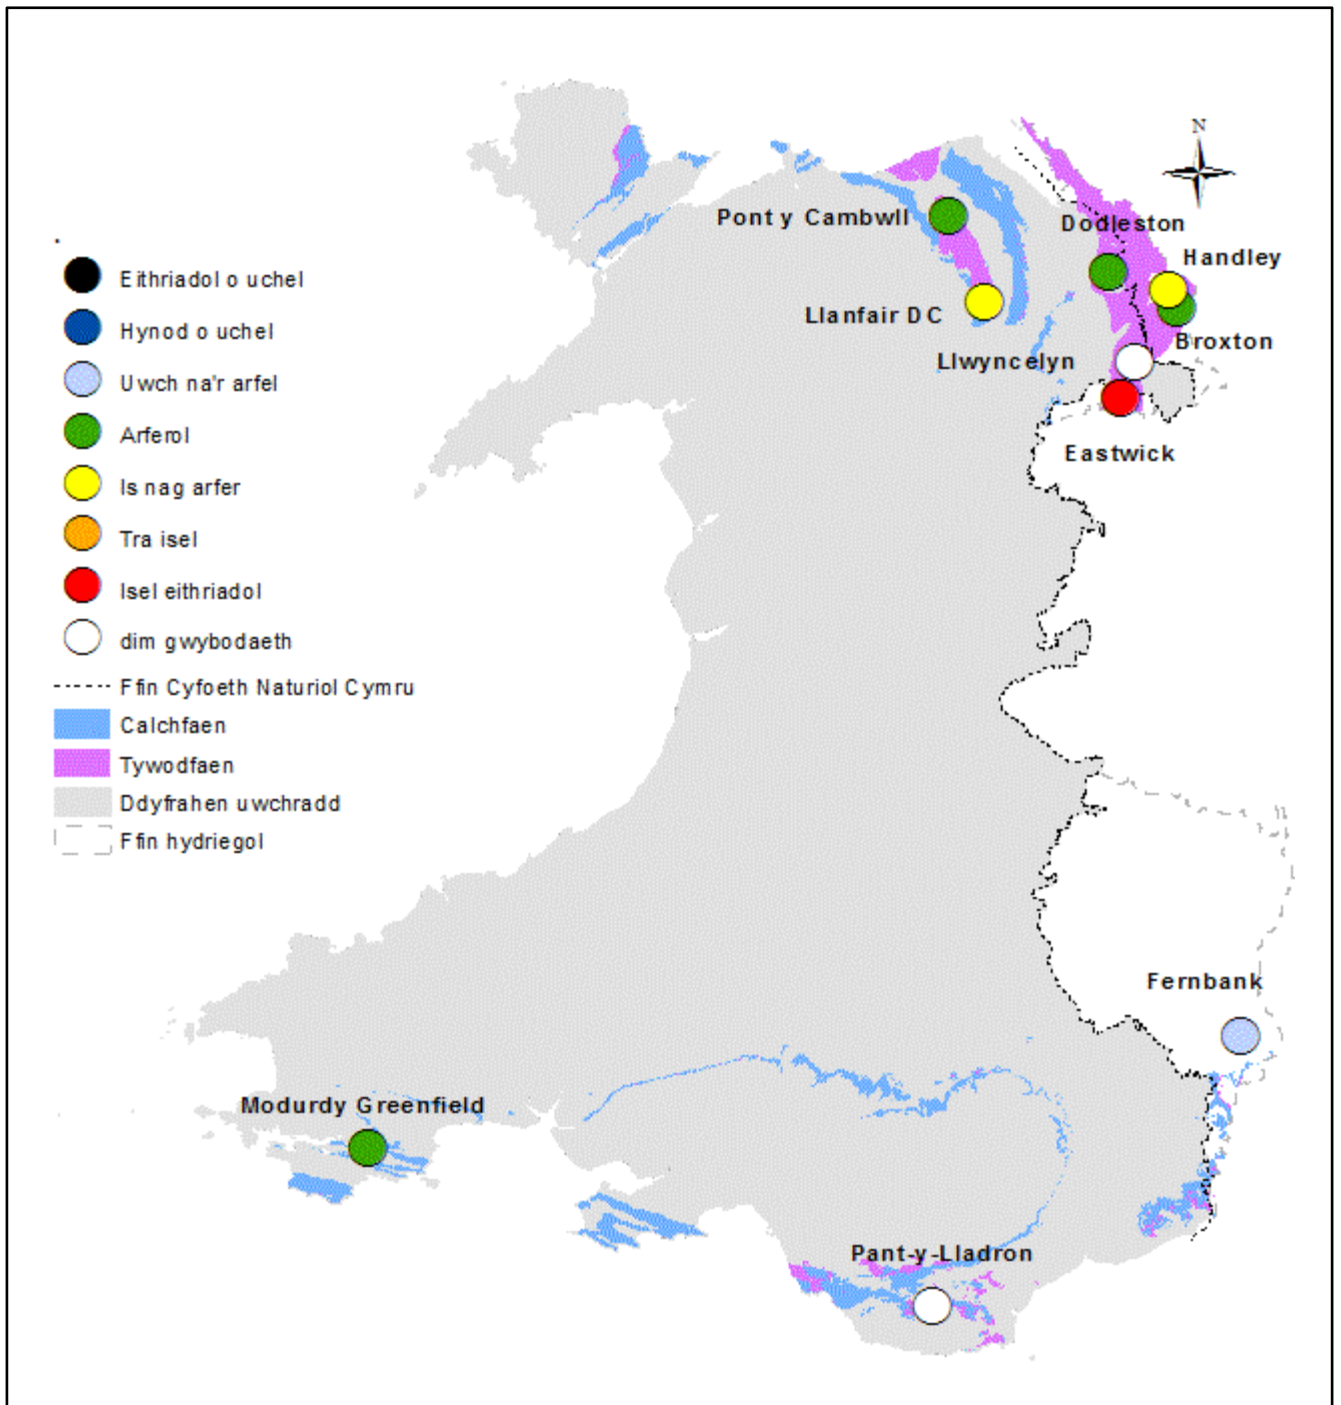 N
Pont y Cambwll
Dodleston
Handley
Llanfair DC
Broxton
Llwyncelyn
Eastwick
Eithriadol o uchel
Hynod o uchel
Uwch na'r arfel
Arferol
Is nag arfer
Tra isel
Isel eithriadol
dim gwybodaeth
Ffin Cyfoeth Naturiol Cymru
Calchfaen
Tywodfaen
Ddyfrahen uwchradd
Ffin hydriegol
Fernbank
Modurdy Greenfield
Pant-y-Lladron